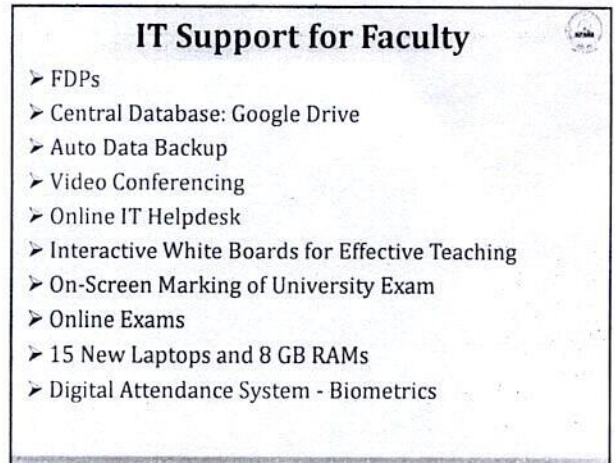 IT Support for Faculty
➤ FDPs
➤ Central Database: Google Drive
➤ Auto Data Backup
➤ Video Conferencing
➤ Online IT Helpdesk
➤ Interactive White Boards for Effective Teaching
➤ On-Screen Marking of University Exam
➤ Online Exams
➤ 15 New Laptops and 8 GB RAMs
➤ Digital Attendance System - Biometrics